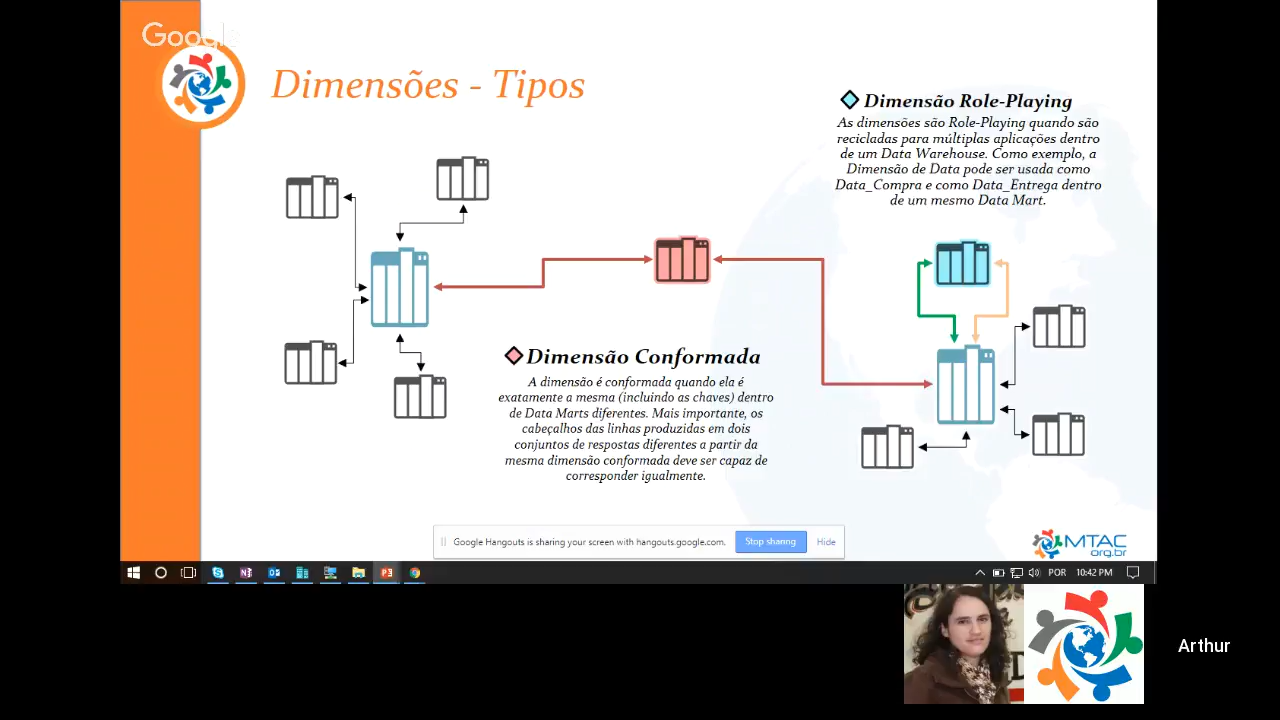 Google
Dimensões - Tipos
Dimensão Role-Playing
As dimensões são Role-Playing quando são
recicladas para múltiplas aplicações dentro
de um Data Warehouse. Como exemplo, a
Dimensão de Data pode ser usada como
Data_Compra e como Data_Entrega dentro
de um mesmo Data Mart.
Dimensão Conformada
A dimensão é conformada quando ela é
exatamente a mesma (incluindo as chaves) dentro
de Data Marts diferentes. Mais importante, os
cabeçalhos das linhas produzidas em dois
conjuntos de respostas diferentes a partir da
mesma dimensão conformada deve ser capaz de
corresponder igualmente.
Google Hangouts is sharing your screen with hangouts.google.com.
Stop sharing
Hide
MTAC
org.br
POR
10:42 PM
Arthur